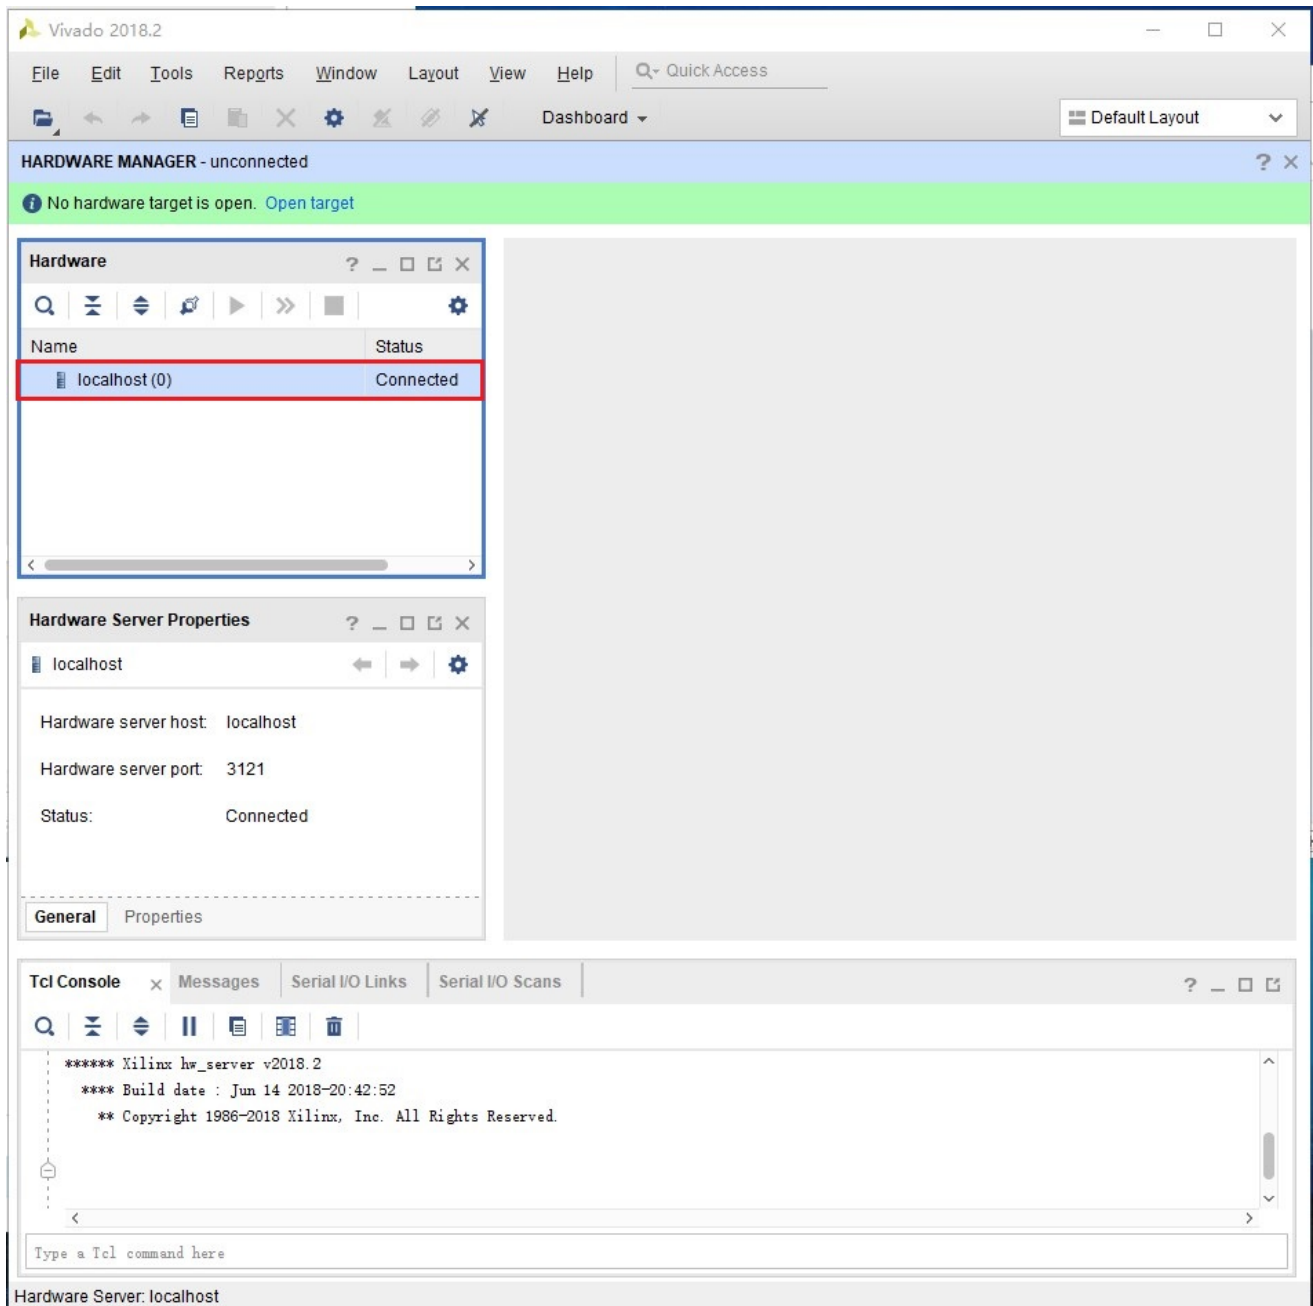 Vivado 2018.2
File Edit Tools Reports Window Layout View Help Quick Access
Dashboard Default Layout
HARDWARE MANAGER - unconnected
No hardware target is open. Open target
Hardware
Name Status
localhost (0) Connected
Hardware Server Properties
localhost
Hardware server host: localhost
Hardware server port: 3121
Status: Connected
General Properties
Tcl Console Messages Serial I/O Links Serial I/O Scans
****** Xilinx hw_server v2018.2
**** Build date : Jun 14 2018-20:42:52
** Copyright 1986-2018 Xilinx, Inc. All Rights Reserved.
Type a Tcl command here
Hardware Server: localhost